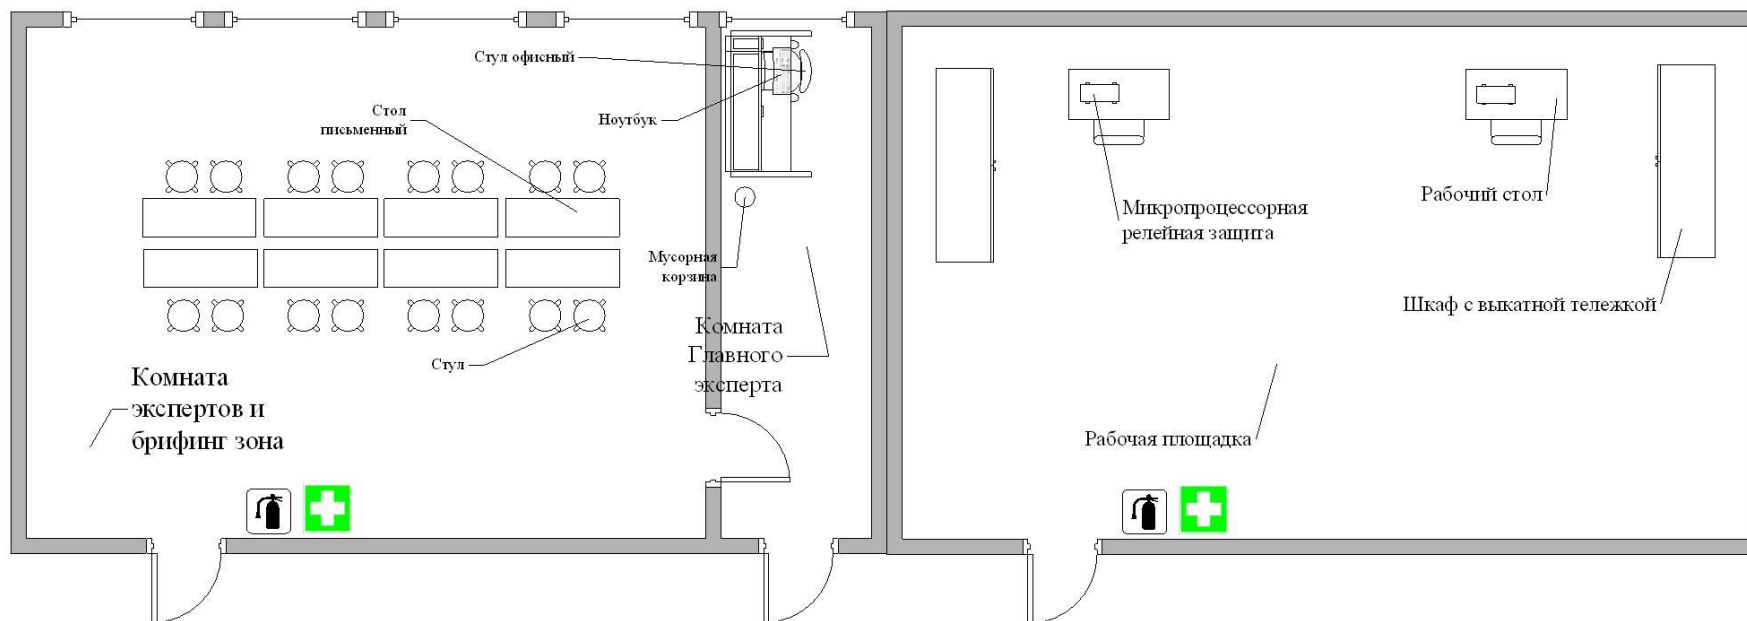 Стул офисный
Стол
письменный
Ноутбук
Мусорная
корзина
Комната
Главного
эксперта
Стул
Комната
экспертов и
брифинг зона
Микропроцессорная
релейная защита
Рабочий стол
Шкаф с выкатной тележкой
Рабочая площадка